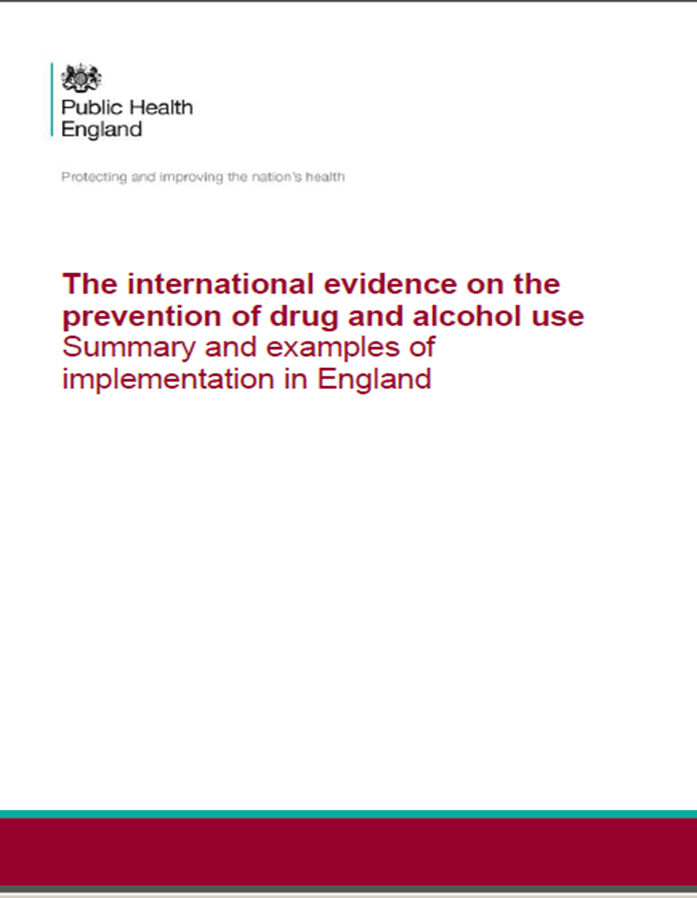 Public Health
England
Protecting and improving the nation's health
The international evidence on the
prevention of drug and alcohol use
Summary and examples of
implementation in England